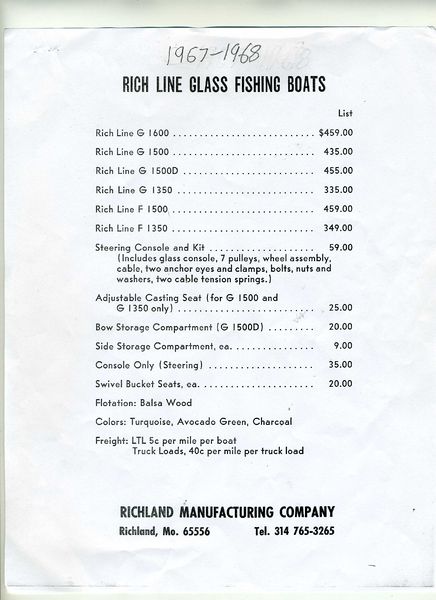 1967-1968
RICH LINE GLASS FISHING BOATS
List
Rich Line G 1600 ........................... $459.00
Rich Line G 1500 ........................... 435.00
Rich Line G 1500D .......................... 455.00
Rich Line G 1350 ........................... 335.00
Rich Line F 1500 ........................... 459.00
Rich Line F 1350 ........................... 349.00
Steering Console and Kit .................... 59.00
(Includes glass console, 7 pulleys, wheel assembly,
cable, two anchor eyes and clamps, bolts, nuts and
washers, two cable tension springs.)
Adjustable Casting Seat (for G 1500 and
G 1350 only) ........................... 25.00
Bow Storage Compartment (G 1500D) ......... 20.00
Side Storage Compartment, ea. ................ 9.00
Console Only (Steering) ..................... 35.00
Swivel Bucket Seats, ea. ...................... 20.00
Flotation: Balsa Wood
Colors: Turquoise, Avocado Green, Charcoal
Freight: LTL 5c per mile per boat
Truck Loads, 40c per mile per truck load
RICHLAND MANUFACTURING COMPANY
Richland, Mo. 65556 Tel. 314 765-3265